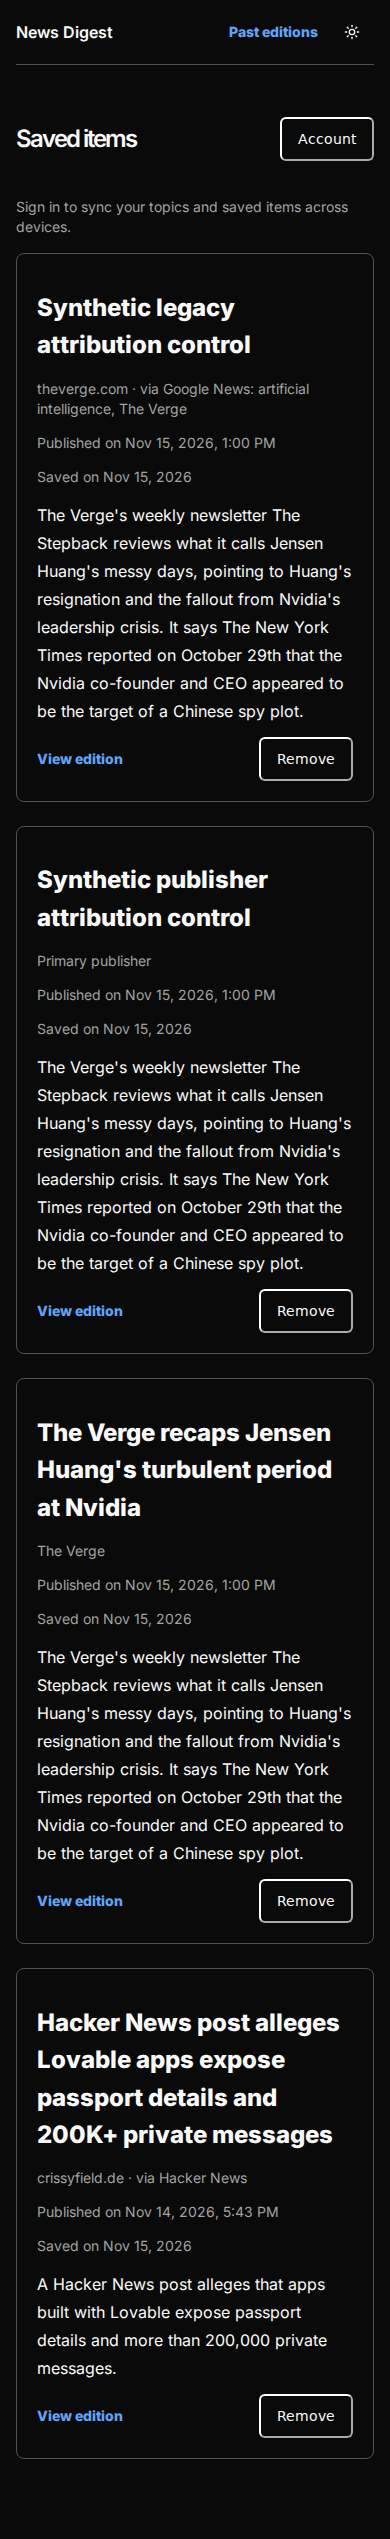 News Digest
Past editions
Saved items
Account
Sign in to sync your topics and saved items across
devices.
Synthetic legacy
attribution control
theverge.com · via Google News: artificial
intelligence, The Verge
Published on Nov 15, 2026, 1:00 PM
Saved on Nov 15, 2026
The Verge's weekly newsletter The
Stepback reviews what it calls Jensen
Huang's messy days, pointing to Huang's
resignation and the fallout from Nvidia's
leadership crisis. It says The New York
Times reported on October 29th that the
Nvidia co-founder and CEO appeared to
be the target of a Chinese spy plot.
View edition
Remove
Synthetic publisher
attribution control
Primary publisher
Published on Nov 15, 2026, 1:00 PM
Saved on Nov 15, 2026
The Verge's weekly newsletter The
Stepback reviews what it calls Jensen
Huang's messy days, pointing to Huang's
resignation and the fallout from Nvidia's
leadership crisis. It says The New York
Times reported on October 29th that the
Nvidia co-founder and CEO appeared to
be the target of a Chinese spy plot.
View edition
Remove
The Verge recaps Jensen
Huang's turbulent period
at Nvidia
The Verge
Published on Nov 15, 2026, 1:00 PM
Saved on Nov 15, 2026
The Verge's weekly newsletter The
Stepback reviews what it calls Jensen
Huang's messy days, pointing to Huang's
resignation and the fallout from Nvidia's
leadership crisis. It says The New York
Times reported on October 29th that the
Nvidia co-founder and CEO appeared to
be the target of a Chinese spy plot.
View edition
Remove
Hacker News post alleges
Lovable apps expose
passport details and
200K+ private messages
crissyfield.de · via Hacker News
Published on Nov 14, 2026, 5:43 PM
Saved on Nov 15, 2026
A Hacker News post alleges that apps
built with Lovable expose passport
details and more than 200,000 private
messages.
View edition
Remove